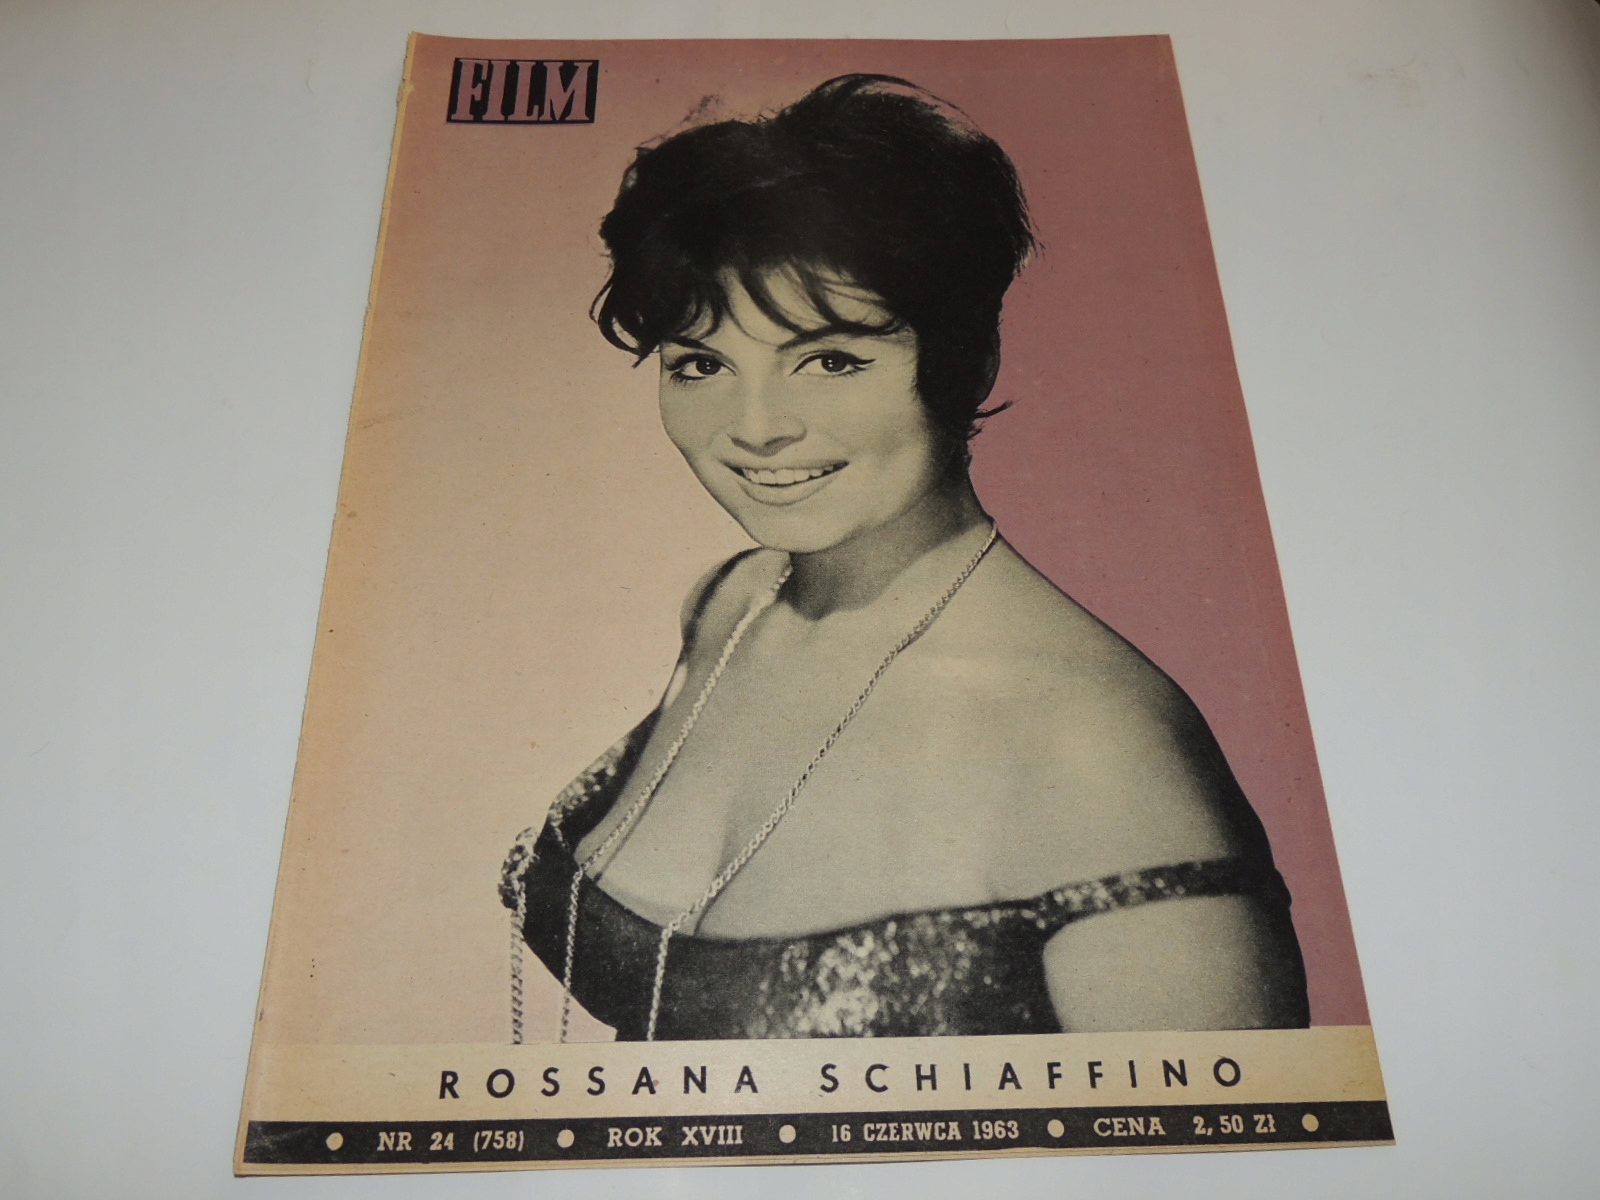 FILM
ROSSANA SCHIAFFINO
● NR 24 (758) ● ROK XVIII ● 16 CZERWCA 1963 ● CENA 2,50 Zł ●